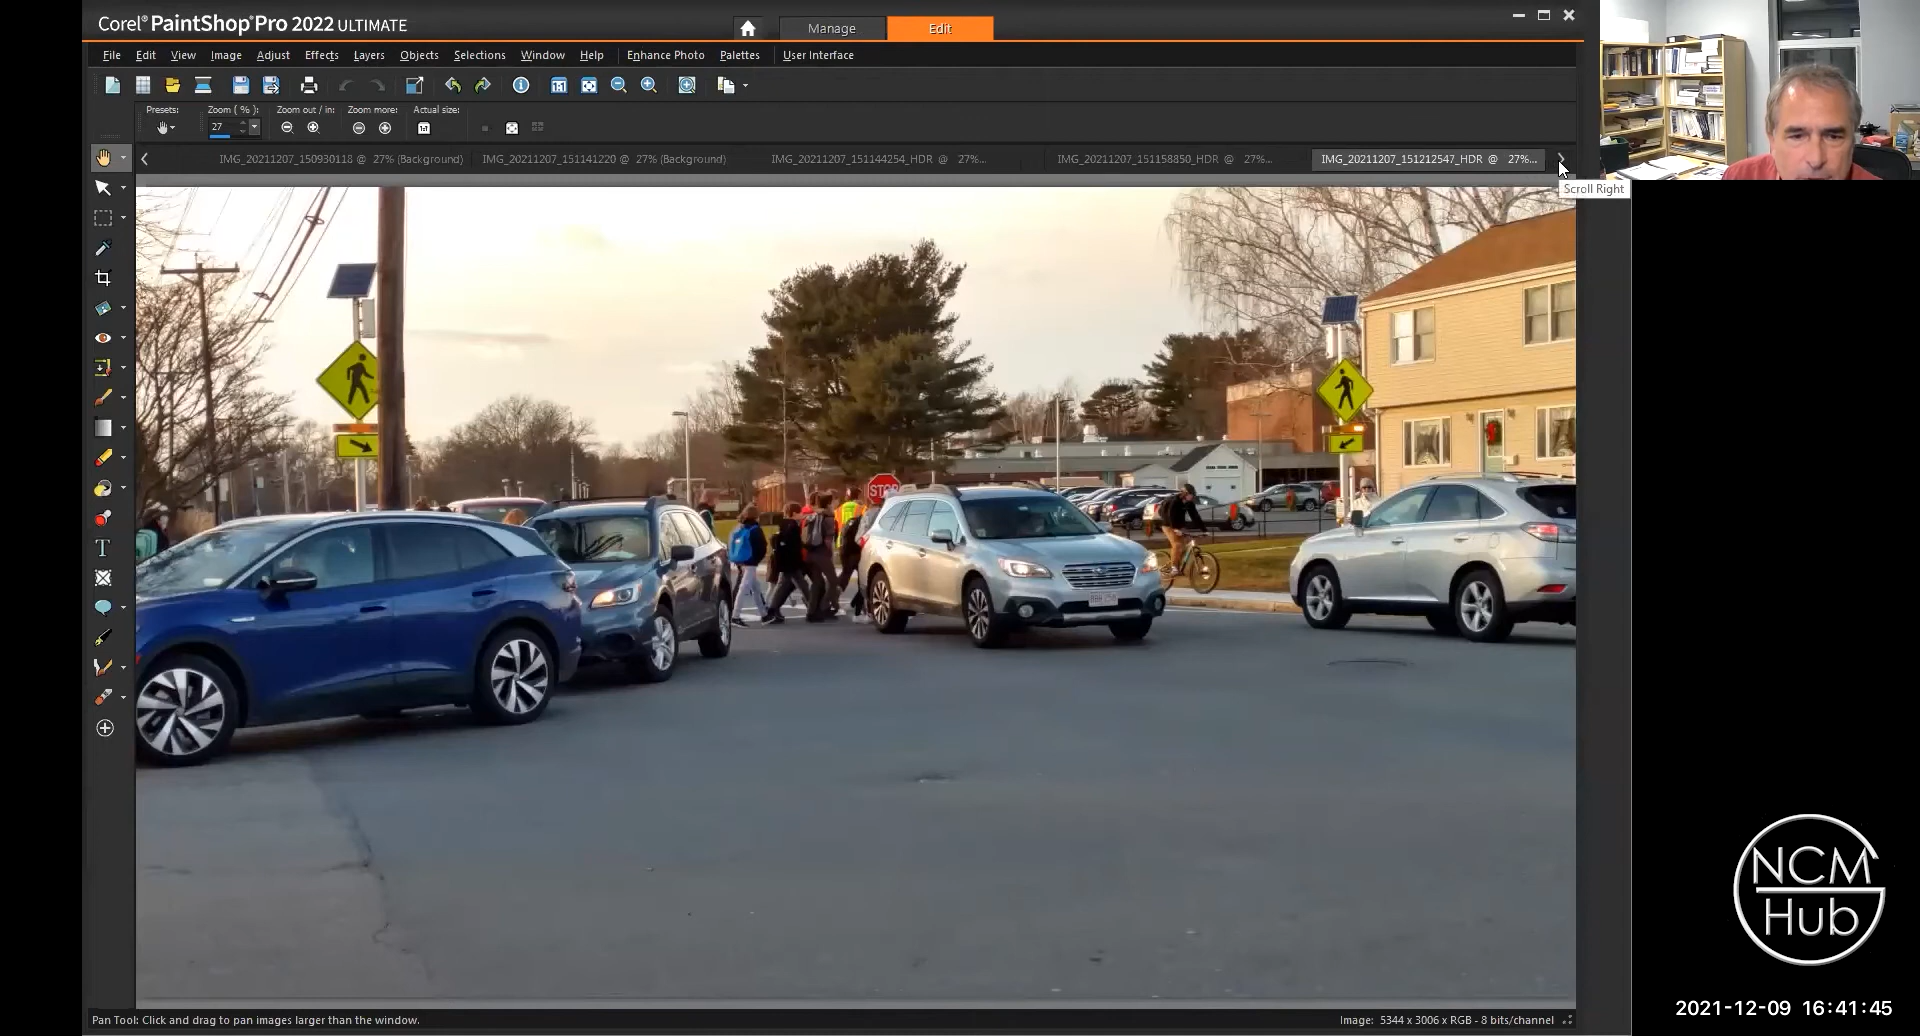 Corel® PaintShop® Pro 2022 ULTIMATE
Manage
Edit
File Edit View Image Adjust Effects Layers Objects Selections Window Help Enhance Photo Palettes User Interface
Presets: Zoom ( % ): Zoom out / in: Zoom more: Actual size:
27
IMG_20211207_150930118 @ 27% (Background)
IMG_20211207_151141220 @ 27% (Background)
IMG_20211207_151144254_HDR @ 27%...
IMG_20211207_151158850_HDR @ 27%...
IMG_20211207_151212547_HDR @ 27%...
Scroll Right
STOP
T
NCM
Hub
2021-12-09 16:41:45
Pan Tool: Click and drag to pan images larger than the window.
Image: 5344 x 3006 x RGB - 8 bits/channel